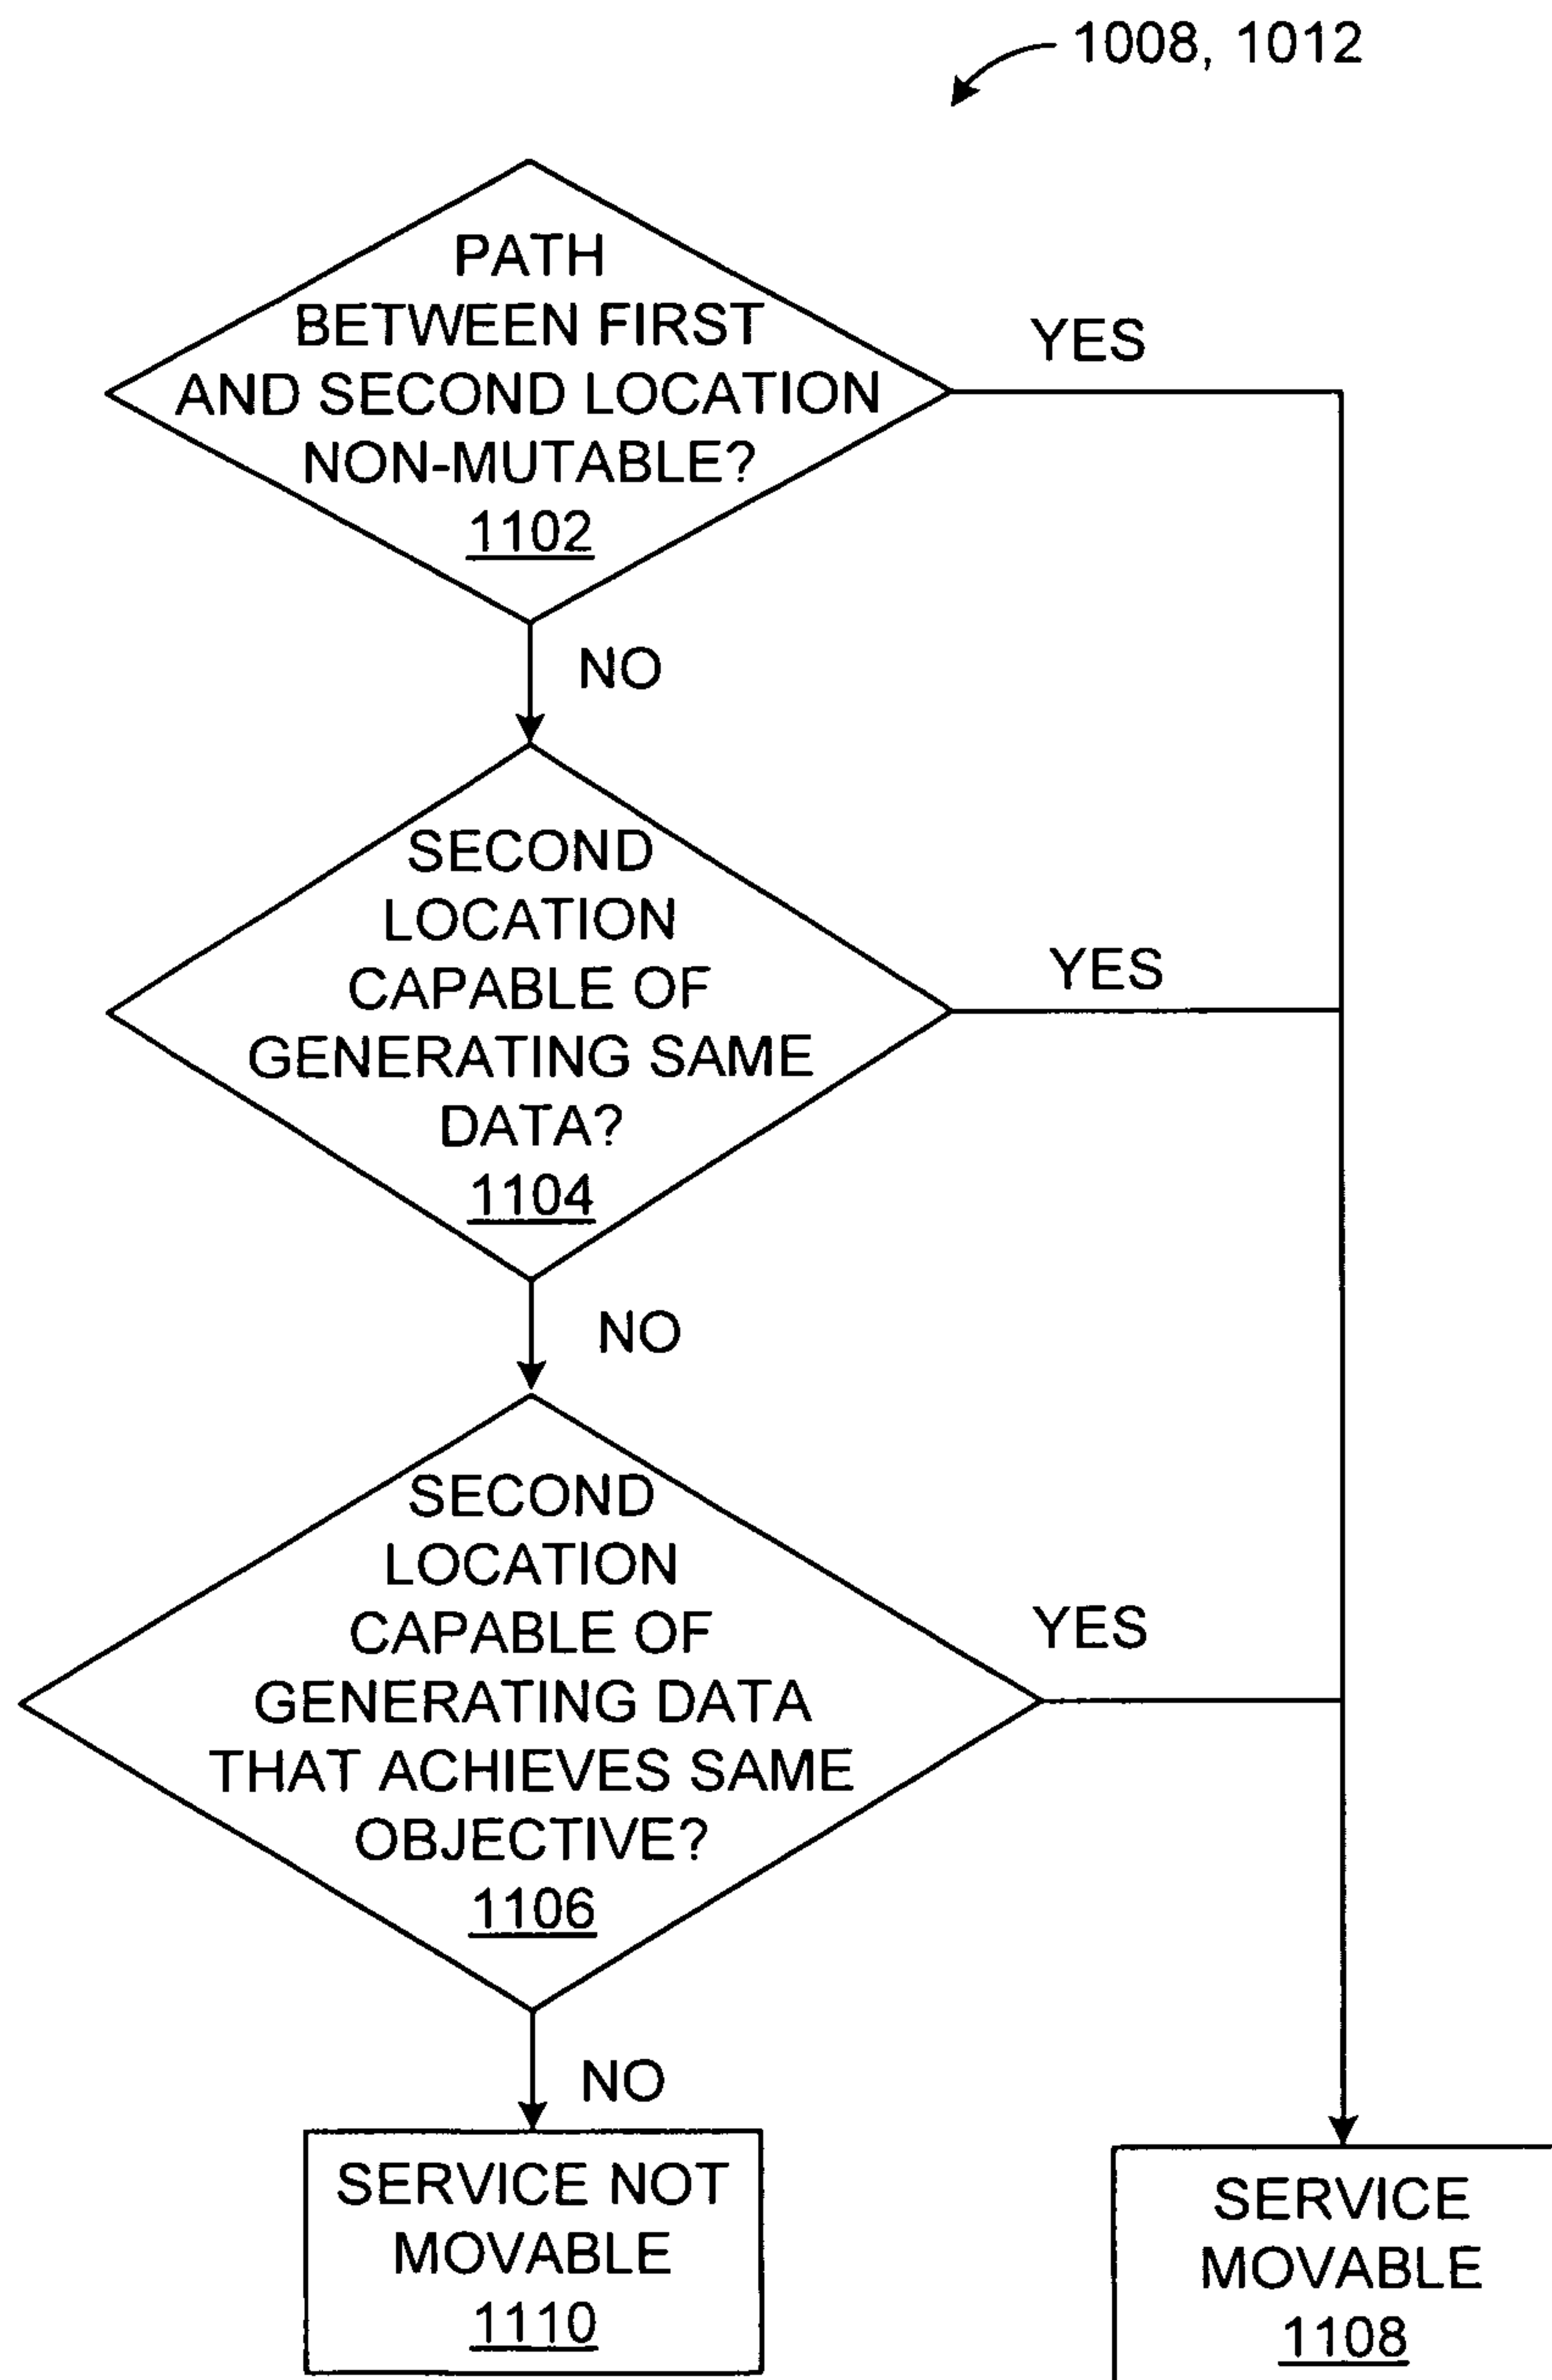 1008, 1012
PATH
BETWEEN FIRST
AND SECOND LOCATION
NON-MUTABLE?
1102
YES
NO
SECOND
LOCATION
CAPABLE OF
GENERATING SAME
DATA?
1104
YES
NO
SECOND
LOCATION
CAPABLE OF
GENERATING DATA
THAT ACHIEVES SAME
OBJECTIVE?
1106
YES
NO
SERVICE NOT
MOVABLE
1110
SERVICE
MOVABLE
1108